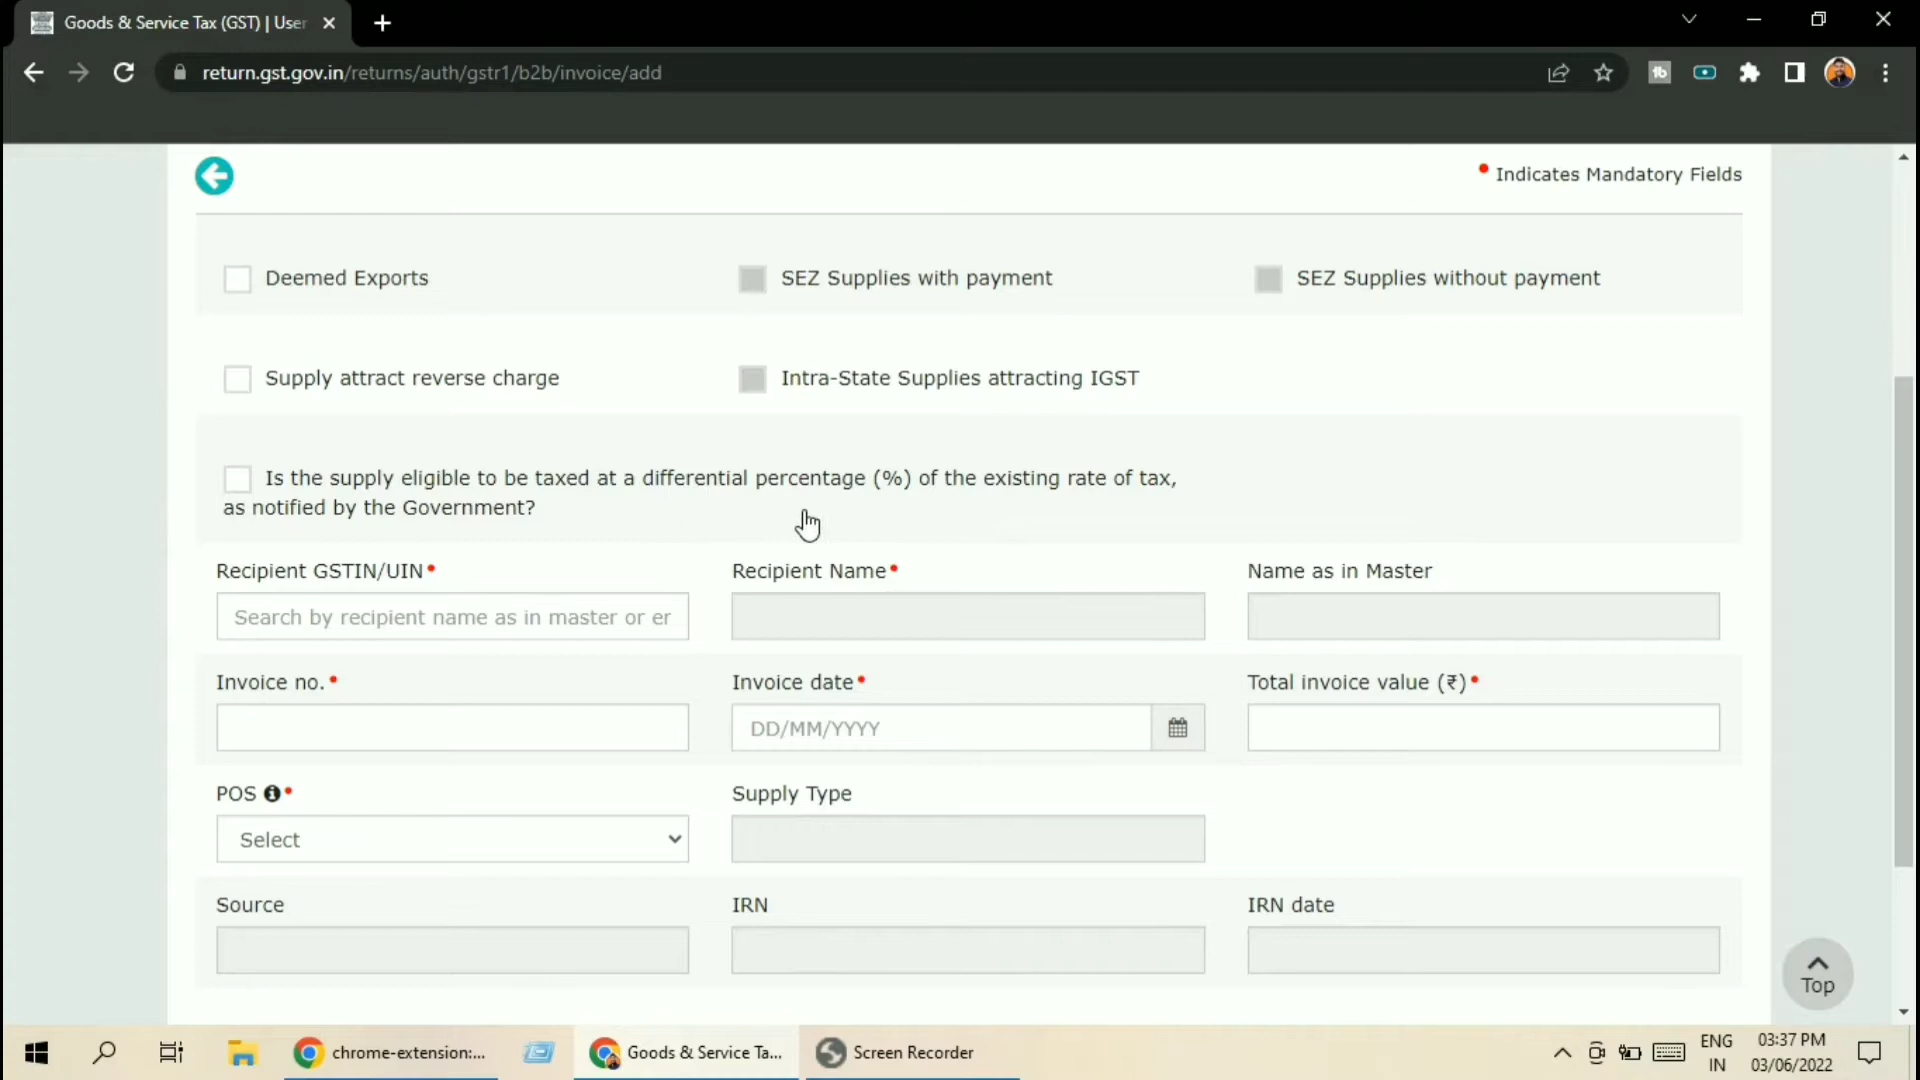 Goods & Service Tax (GST) | User
return.gst.gov.in/returns/auth/gstr1/b2b/invoice/add
• Indicates Mandatory Fields
Deemed Exports
SEZ Supplies with payment
SEZ Supplies without payment
Supply attract reverse charge
Intra-State Supplies attracting IGST
Is the supply eligible to be taxed at a differential percentage (%) of the existing rate of tax,
as notified by the Government?
Recipient GSTIN/UIN•
Recipient Name•
Name as in Master
Search by recipient name as in master or er
Invoice no.•
Invoice date•
Total invoice value (₹)•
DD/MM/YYYY
POS •
Supply Type
Select
Source
IRN
IRN date
Top
chrome-extension:...
Goods & Service Ta...
Screen Recorder
ENG
IN
03:37 PM
03/06/2022